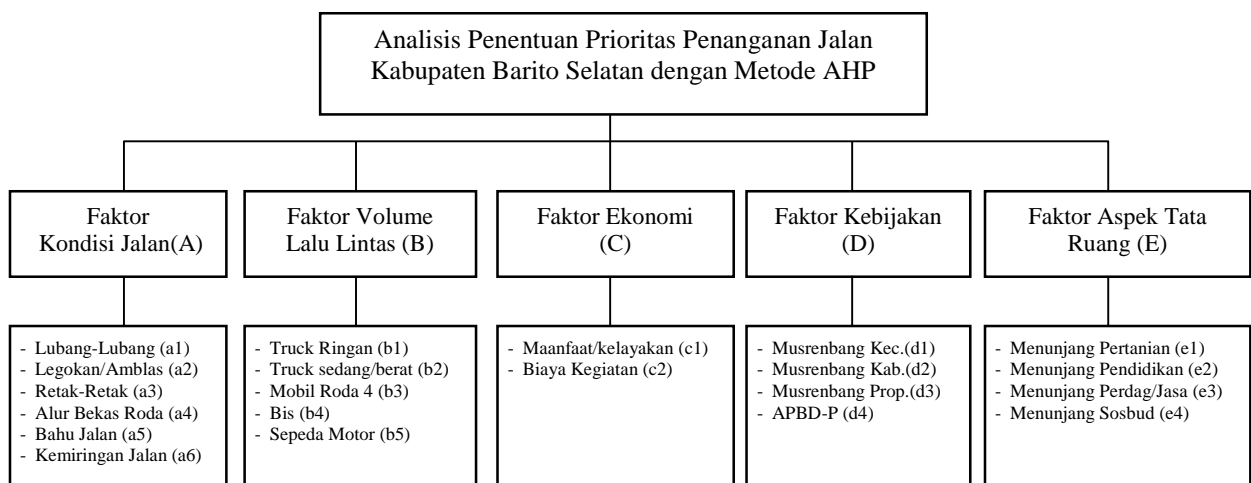 Analisis Penentuan Prioritas Penanganan Jalan
Kabupaten Barito Selatan dengan Metode AHP
Faktor
Kondisi Jalan(A)
Faktor Volume
Lalu Lintas (B)
Faktor Ekonomi
(C)
Faktor Kebijakan
(D)
Faktor Aspek Tata
Ruang (E)
- Lubang-Lubang (a1)
- Legokan/Amblas (a2)
- Retak-Retak (a3)
- Alur Bekas Roda (a4)
- Bahu Jalan (a5)
- Kemiringan Jalan (a6)
- Truck Ringan (b1)
- Truck sedang/berat (b2)
- Mobil Roda 4 (b3)
- Bis (b4)
- Sepeda Motor (b5)
- Maanfaat/kelayakan (c1)
- Biaya Kegiatan (c2)
- Musrenbang Kec.(d1)
- Musrenbang Kab.(d2)
- Musrenbang Prop.(d3)
- APBD-P (d4)
- Menunjang Pertanian (e1)
- Menunjang Pendidikan (e2)
- Menunjang Perdag/Jasa (e3)
- Menunjang Sosbud (e4)